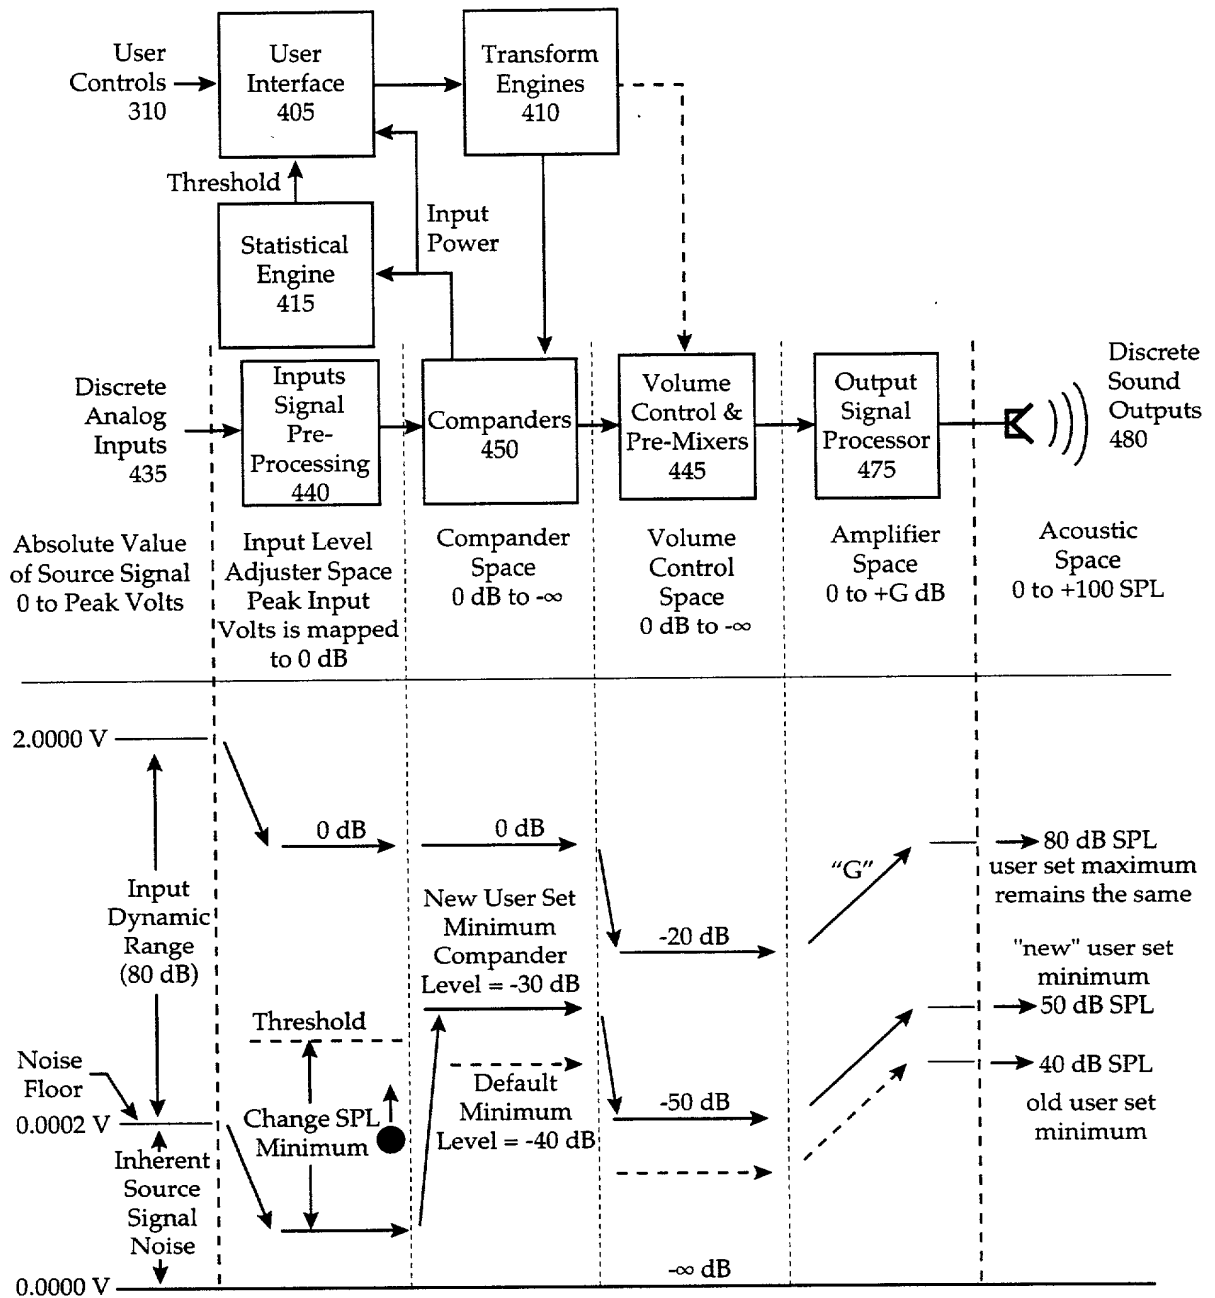 User
Controls
310
User
Interface
405
Transform
Engines
410
Threshold
Input
Power
Statistical
Engine
415
Discrete
Analog
Inputs
435
Inputs
Signal
Pre-
Processing
440
Companders
450
Volume
Control &
Pre-Mixers
445
Output
Signal
Processor
475
Discrete
Sound
Outputs
480
Absolute Value
of Source Signal
0 to Peak Volts
Input Level
Adjuster Space
Peak Input
Volts is mapped
to 0 dB
Compander
Space
0 dB to -∞
Volume
Control
Space
0 dB to -∞
Amplifier
Space
0 to +G dB
Acoustic
Space
0 to +100 SPL
2.0000 V
0 dB
0 dB
"G"
80 dB SPL
user set maximum
remains the same
Input
Dynamic
Range
(80 dB)
New User Set
Minimum
Compander
Level = -30 dB
-20 dB
"new" user set
minimum
50 dB SPL
Threshold
Noise
Floor
0.0002 V
Change SPL
Minimum
Default
Minimum
Level = -40 dB
-50 dB
40 dB SPL
old user set
minimum
Inherent
Source
Signal
Noise
-∞ dB
0.0000 V